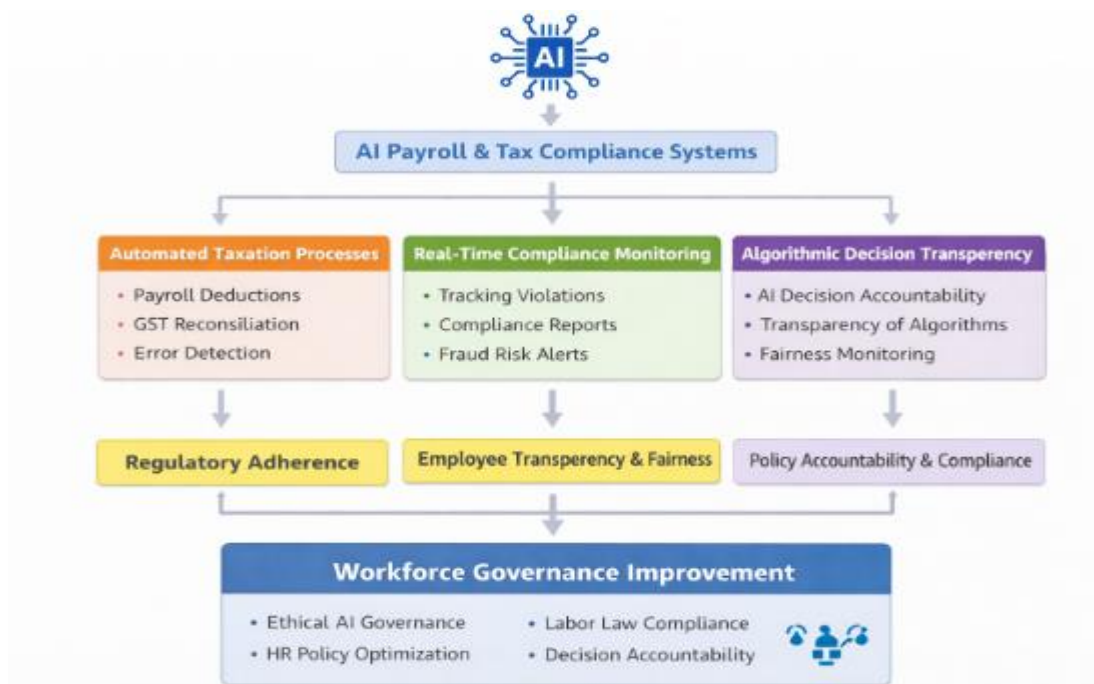 AI
AI Payroll & Tax Compliance Systems
Automated Taxation Processes
• Payroll Deductions
• GST Reconsiliation
• Error Detection
Real-Time Compliance Monitoring
• Tracking Violations
• Compliance Reports
• Fraud Risk Alerts
Algorithmic Decision Transperency
• AI Decision Accountability
• Transparency of Algorithms
• Fairness Monitoring
Regulatory Adherence
Employee Transperency & Fairness
Policy Accountability & Compliance
Workforce Governance Improvement
• Ethical AI Governance
• HR Policy Optimization
• Labor Law Compliance
• Decision Accountability